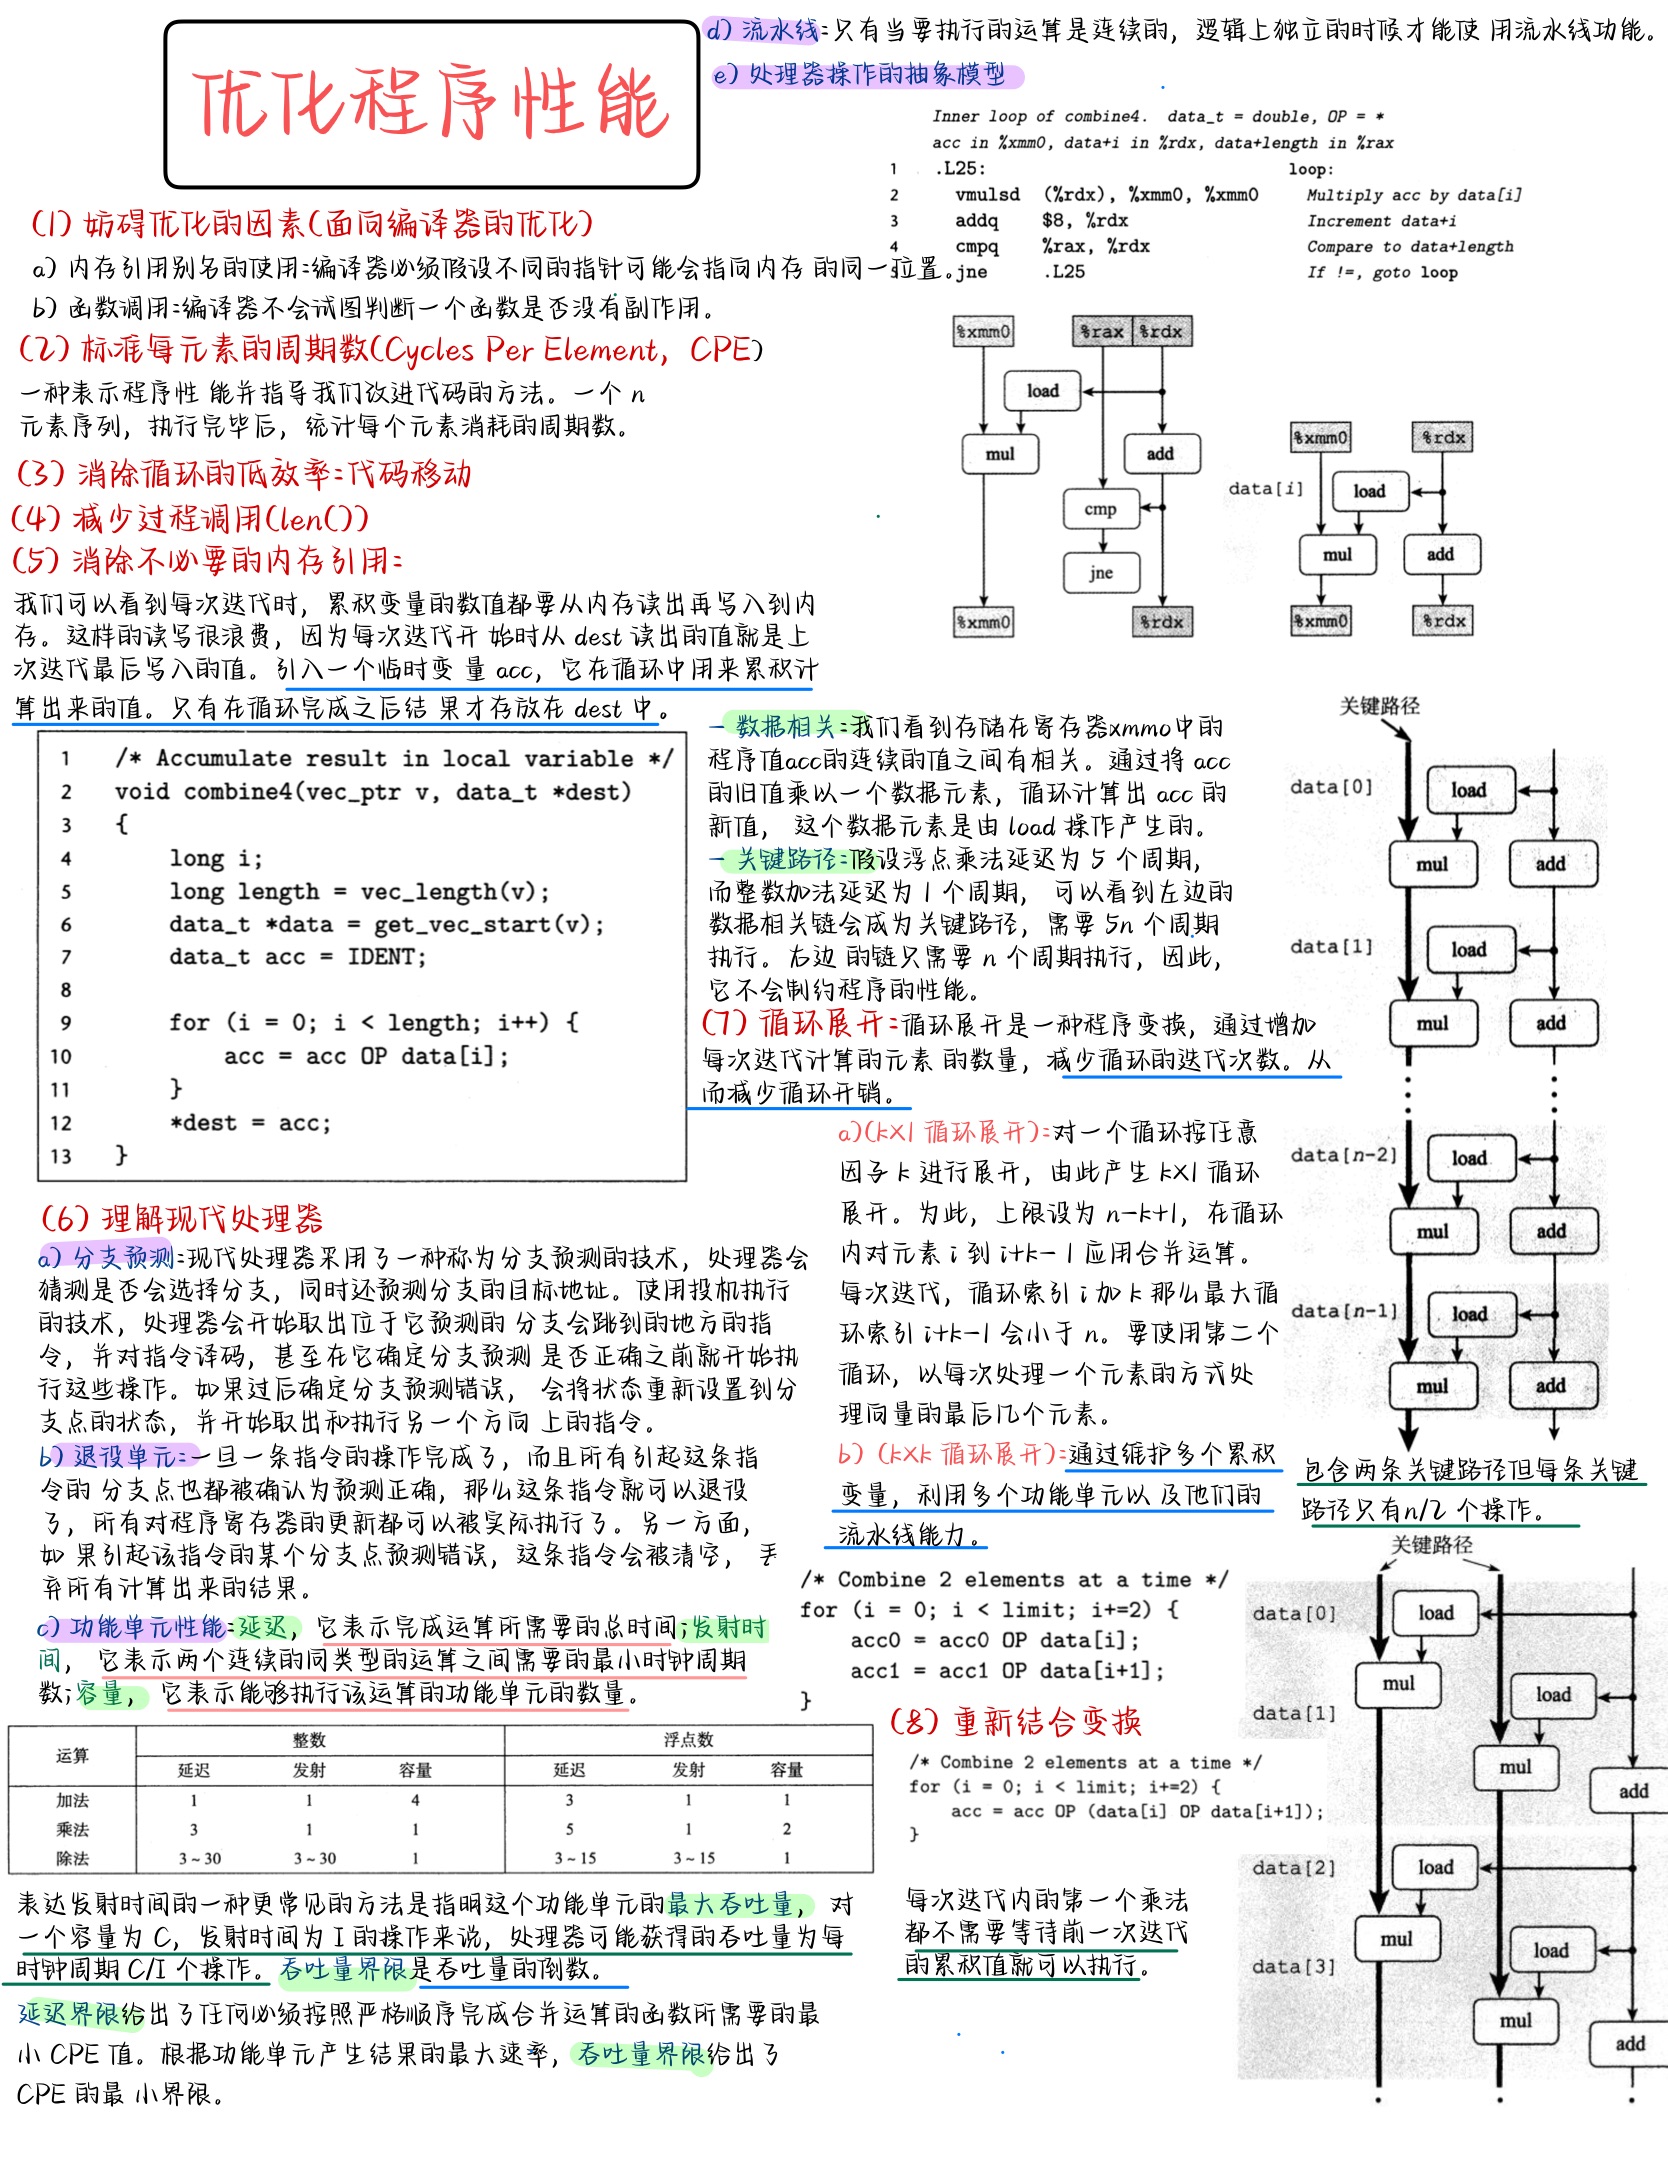 优化程序性能
(1) 妨碍优化的因素(面向编译器的优化)
a) 内存引用别名的使用:编译器必须假设不同的指针可能会指向内存 的同一位置。
b) 函数调用:编译器不会试图判断一个函数是否没有副作用。
(2) 标准每元素的周期数(Cycles Per Element, CPE)
一种表示程序性 能并指导我们改进代码的方法。一个 n
元素序列，执行完毕后，统计每个元素消耗的周期数。
(3) 消除循环的低效率:代码移动
(4) 减少过程调用(len())
(5) 消除不必要的内存引用:
我们可以看到每次迭代时，累积变量的数值都要从内存读出再写入到内
存。这样的读写很浪费，因为每次迭代开 始时从 dest 读出的值就是上
次迭代最后写入的值。引入一个临时变 量 acc，它在循环中用来累积计
算出来的值。只有在循环完成之后结 果才存放在 dest 中。
1 /* Accumulate result in local variable */
2 void combine4(vec_ptr v, data_t *dest)
3 {
4 long i;
5 long length = vec_length(v);
6 data_t *data = get_vec_start(v);
7 data_t acc = IDENT;
8
9 for (i = 0; i < length; i++) {
10 acc = acc OP data[i];
11 }
12 *dest = acc;
13 }
(6) 理解现代处理器
a) 分支预测:现代处理器采用了一种称为分支预测的技术，处理器会
猜测是否会选择分支，同时还预测分支的目标地址。使用投机执行
的技术，处理器会开始取出位于它预测的 分支会跳到的地方的指
令，并对指令译码，甚至在它确定分支预测 是否正确之前就开始执
行这些操作。如果过后确定分支预测错误， 会将状态重新设置到分
支点的状态，并开始取出和执行另一个方向 上的指令。
b) 退役单元:一旦一条指令的操作完成了，而且所有引起这条指
令的 分支点也都被确认为预测正确，那么这条指令就可以退役
了，所有对程序寄存器的更新都可以被实际执行了。另一方面，
如 果引起该指令的某个分支点预测错误，这条指令会被清空， 丢
弃所有计算出来的结果。
c) 功能单元性能:延迟，它表示完成运算所需要的总时间;发射时
间，它表示两个连续的同类型的运算之间需要的最小时钟周期
数;容量， 它表示能够执行该运算的功能单元的数量。
运算 整数 浮点数
延迟 发射 容量 延迟 发射 容量
加法 1 1 4 3 1 1
乘法 3 1 1 5 1 2
除法 3~30 3~30 1 3~15 3~15 1
表达发射时间的一种更常见的方法是指明这个功能单元的最大吞吐量， 对
一个容量为 C，发射时间为 I 的操作来说，处理器可能获得的吞吐量为每
时钟周期 C/I 个操作。吞吐量界限是吞吐量的倒数。
延迟界限给出了任何必须按照严格顺序完成合并运算的函数所需要的最
小 CPE 值。根据功能单元产生结果的最大速率，吞吐量界限给出了
CPE 的最 小界限。
d) 流水线:只有当要执行的运算是连续的，逻辑上独立的时候才能使 用流水线功能。
e) 处理器操作的抽象模型
Inner loop of combine4. data_t = double, OP = *
acc in %xmm0, data+i in %rdx, data+length in %rax
1 .L25: loop:
2 vmulsd (%rdx), %xmm0, %xmm0 Multiply acc by data[i]
3 addq $8, %rdx Increment data+i
4 cmpq %rax, %rdx Compare to data+length
jne .L25 If !=, goto loop
%xmm0 %rax %rdx
load
mul add
cmp
jne
%xmm0 %rdx
%xmm0 %rdx
data[i] load
mul add
%xmm0 %rdx
- 数据相关:我们看到存储在寄存器xmm0中的
程序值acc的连续的值之间有相关。通过将 acc
的旧值乘以一个数据元素，循环计算出 acc 的
新值， 这个数据元素是由 load 操作产生的。
- 关键路径:假设浮点乘法延迟为 5 个周期，
而整数加法延迟为 1 个周期， 可以看到左边的
数据相关链会成为关键路径，需要 5n 个周期
执行。右边 的链只需要 n 个周期执行，因此，
它不会制约程序的性能。
(7) 循环展开:循环展开是一种程序变换，通过增加
每次迭代计算的元素 的数量，减少循环的迭代次数。从
而减少循环开销。
a)(k×1 循环展开):对一个循环按任意
因子 k 进行展开，由此产生 k×1 循环
展开。为此，上限设为 n-k+1，在循环
内对元素 i 到 i+k-1 应用合并运算。
每次迭代，循环索引 i 加 k 那么最大循
环索引 i+k-1 会小于 n。要使用第二个
循环，以每次处理一个元素的方式处
理向量的最后几个元素。
b) (k×k 循环展开):通过维护多个累积
变量，利用多个功能单元以 及他们的
流水线能力。
/* Combine 2 elements at a time */
for (i = 0; i < limit; i+=2) {
acc0 = acc0 OP data[i];
acc1 = acc1 OP data[i+1];
}
(8) 重新结合变换
/* Combine 2 elements at a time */
for (i = 0; i < limit; i+=2) {
acc = acc OP (data[i] OP data[i+1]);
}
每次迭代内的第一个乘法
都不需要等待前一次迭代
的累积值就可以执行。
关键路径
data[0] load
mul add
data[1] load
mul add
data[n-2] load
mul add
data[n-1] load
mul add
包含两条关键路径但每条关键
路径只有n/2 个操作。
关键路径
data[0] load
mul
load
data[1]
mul
add
data[2] load
mul
load
data[3]
mul
add